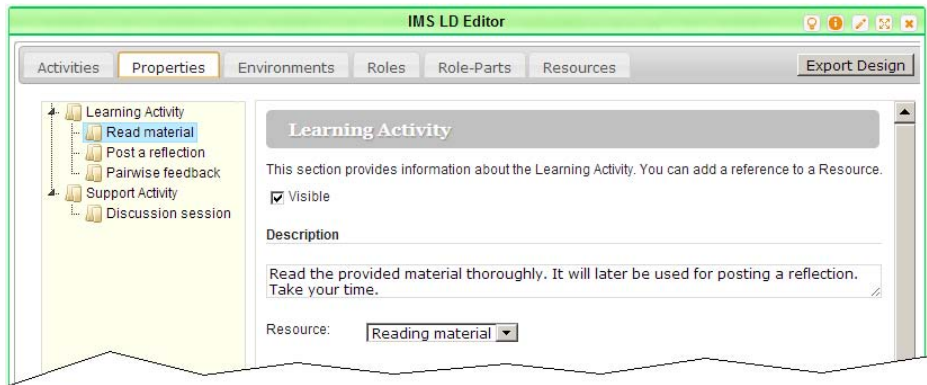 IMS LD Editor
Activities Properties Environments Roles Role-Parts Resources Export Design
Learning Activity
Read material
Post a reflection
Pairwise feedback
Support Activity
Discussion session
Learning Activity
This section provides information about the Learning Activity. You can add a reference to a Resource.
Visible
Description
Read the provided material thoroughly. It will later be used for posting a reflection.
Take your time.
Resource: Reading material